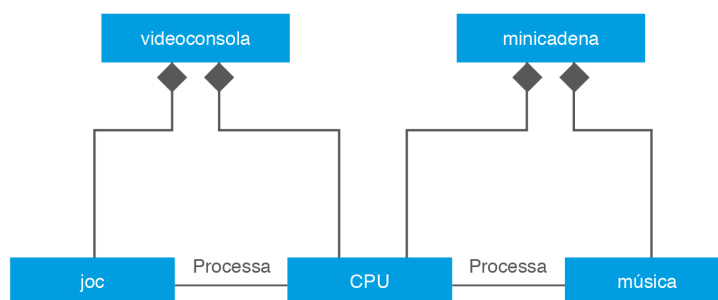 videoconsola
minicadena
Processa
Processa
joc
CPU
música